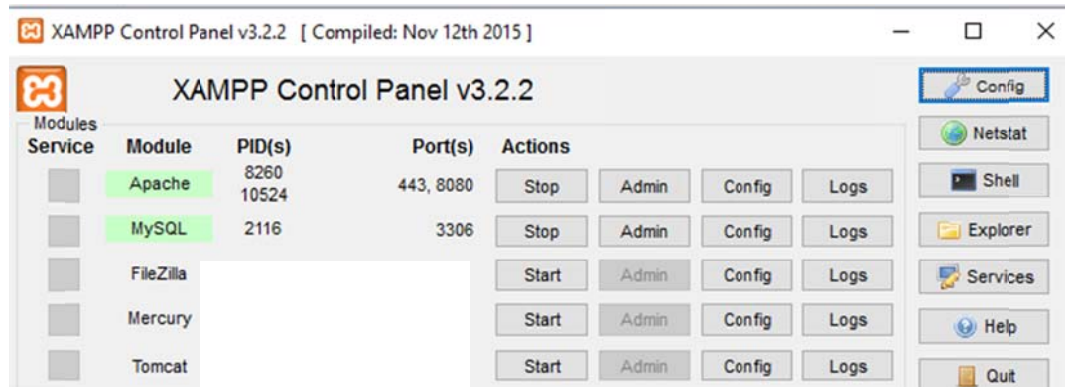 XAMPP Control Panel v3.2.2 [ Compiled: Nov 12th 2015 ]
XAMPP Control Panel v3.2.2
Config
Modules
Service Module PID(s) Port(s) Actions
Netstat
Apache 8260 10524 443, 8080 Stop Admin Config Logs
Shell
MySQL 2116 3306 Stop Admin Config Logs
Explorer
FileZilla Start Admin Config Logs
Services
Mercury Start Admin Config Logs
Help
Tomcat Start Admin Config Logs
Quit